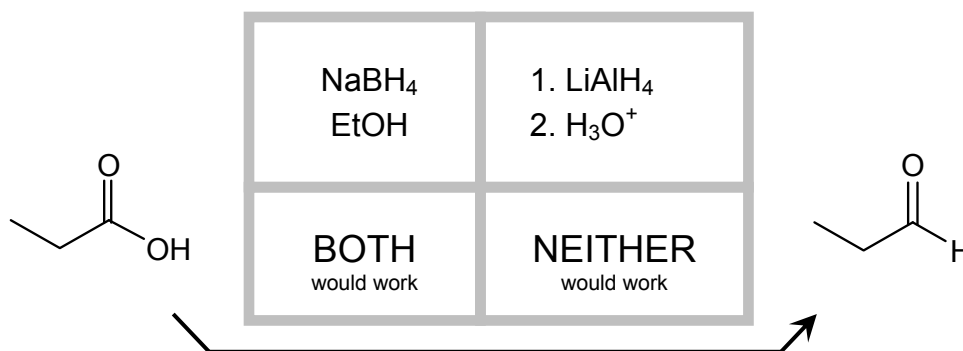 NaBH₄
EtOH
1. LiAlH₄
2. H₃O⁺
O
OH
BOTH
would work
NEITHER
would work
O
H